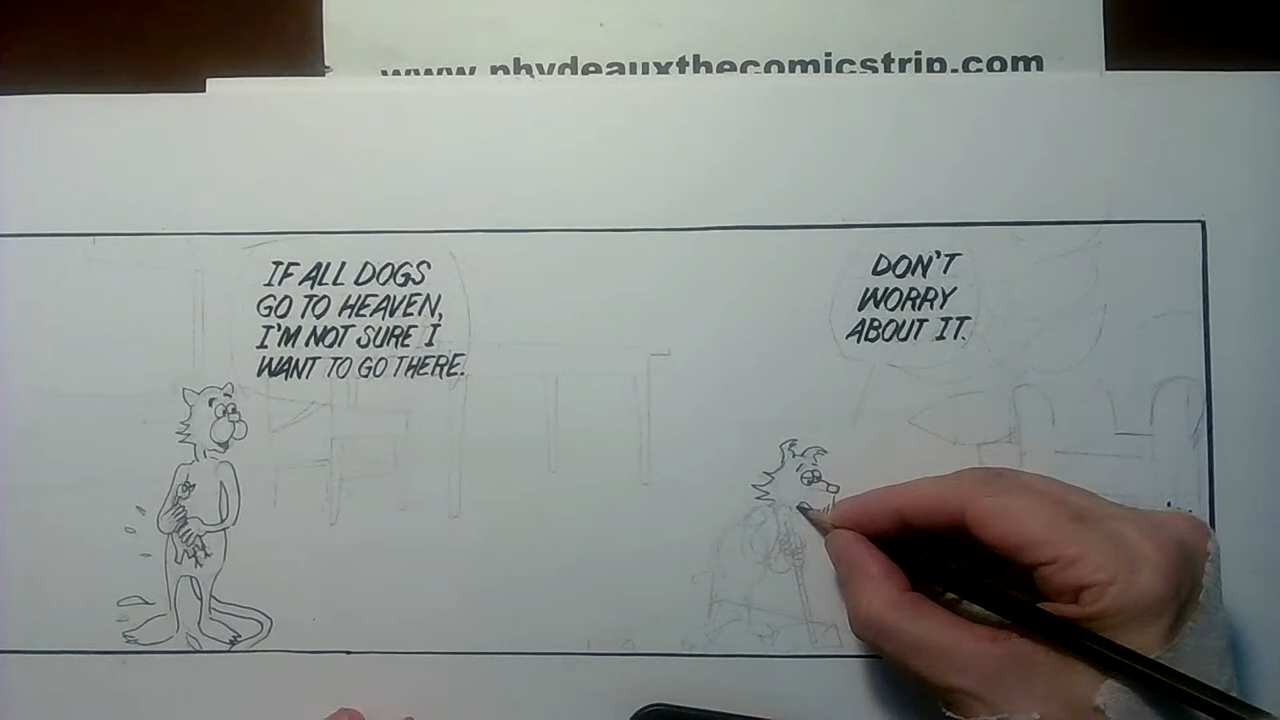 www.phydeauxthecomicstrip.com
IF ALL DOGS
GO TO HEAVEN,
I'M NOT SURE I
WANT TO GO THERE.
DON'T
WORRY
ABOUT IT.